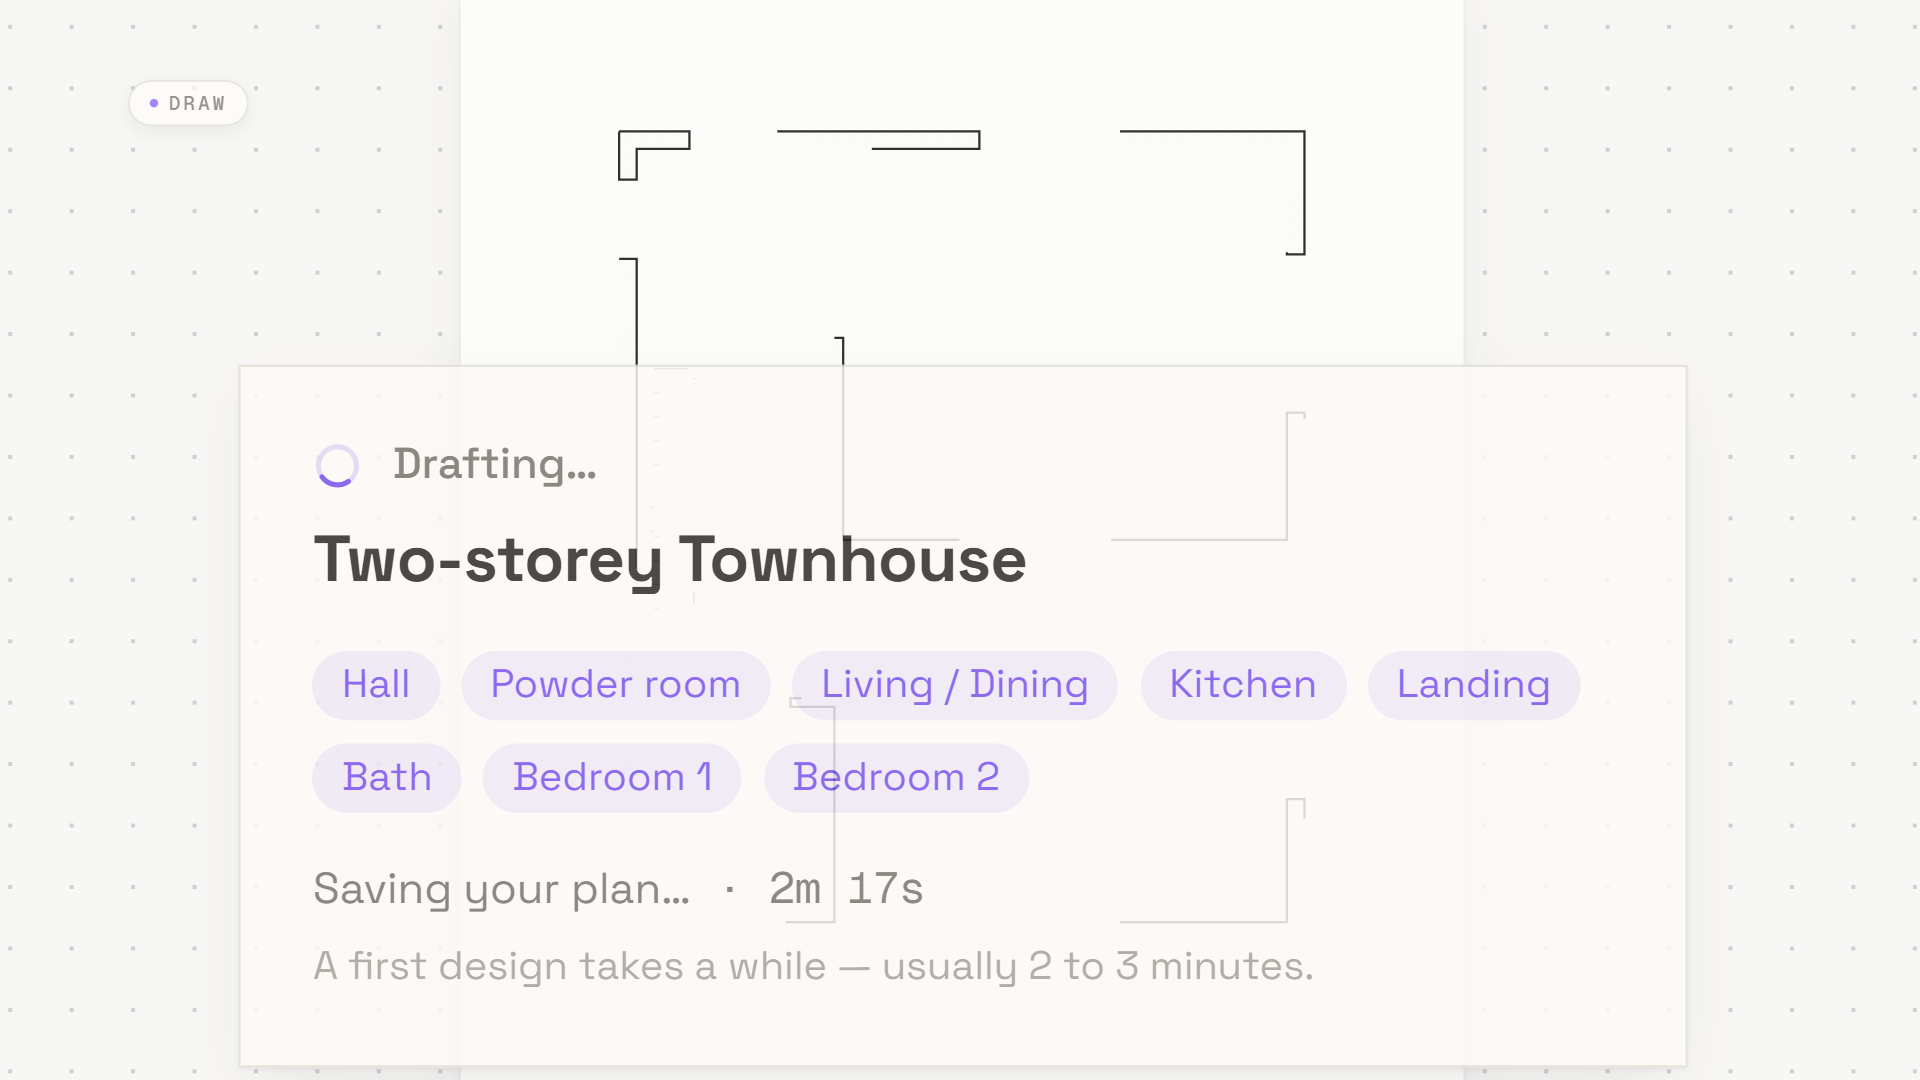 DRAW
Drafting...
Two-storey Townhouse
Hall Powder room Living / Dining Kitchen Landing
Bath Bedroom 1 Bedroom 2
Saving your plan... · 2m 17s
A first design takes a while — usually 2 to 3 minutes.